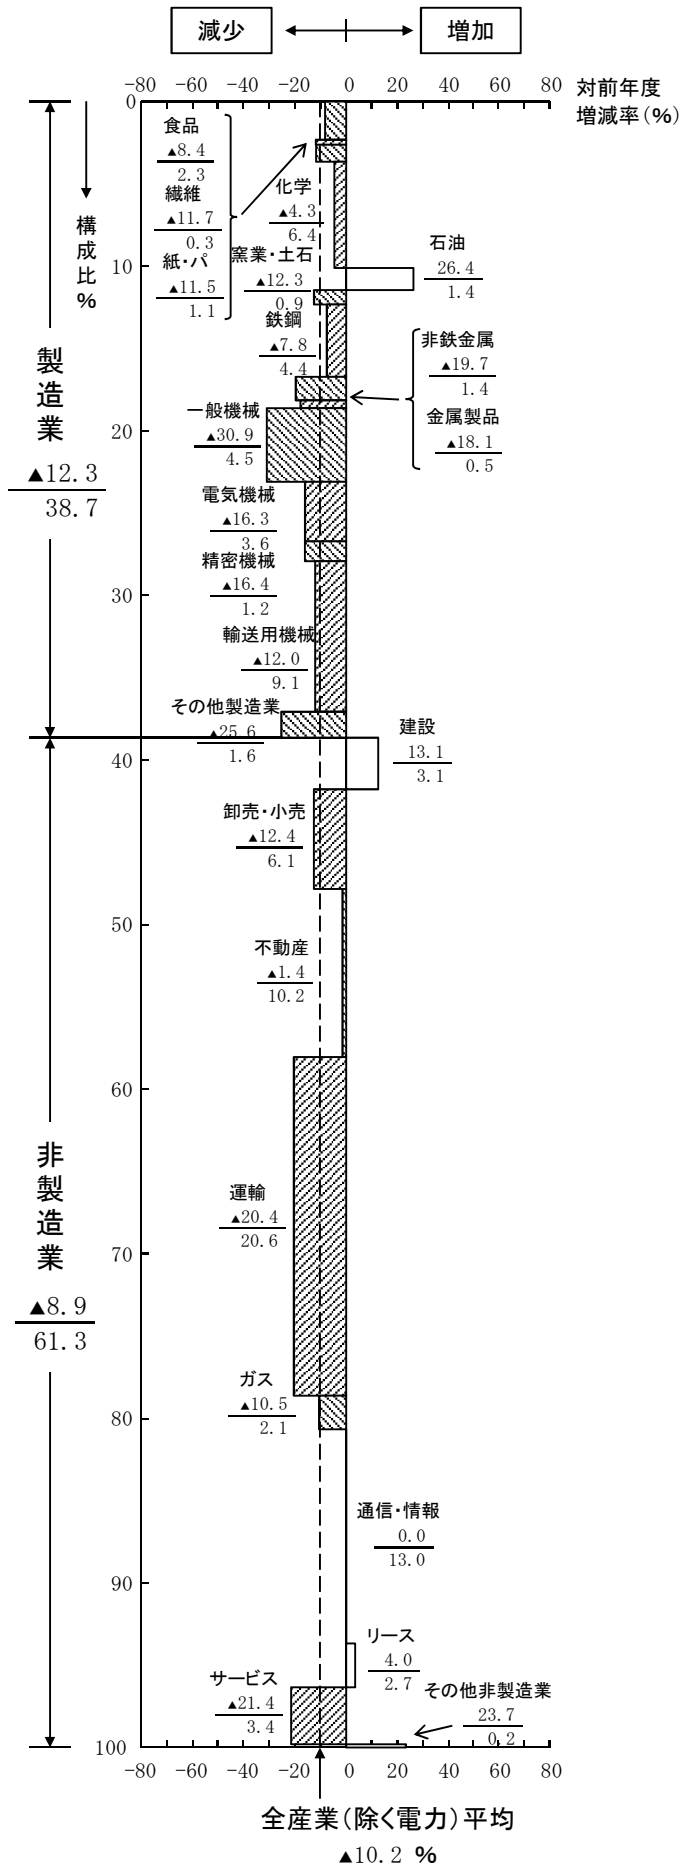 減少
増加
-80 -60 -40 -20 0 20 40 60 80
対前年度
増減率(%)
0
10
20
30
40
50
60
70
80
90
100
構成比%
製造業
▲12.3
38.7
非製造業
▲8.9
61.3
食品
▲8.4
2.3
繊維
▲11.7
0.3
紙・パ
▲11.5
1.1
化学
▲4.3
6.4
石油
26.4
1.4
窯業・土石
▲12.3
0.9
鉄鋼
▲7.8
4.4
非鉄金属
▲19.7
1.4
金属製品
▲18.1
0.5
一般機械
▲30.9
4.5
電気機械
▲16.3
3.6
精密機械
▲16.4
1.2
輸送用機械
▲12.0
9.1
その他製造業
▲25.6
1.6
建設
13.1
3.1
卸売・小売
▲12.4
6.1
不動産
▲1.4
10.2
運輸
▲20.4
20.6
ガス
▲10.5
2.1
通信・情報
0.0
13.0
リース
4.0
2.7
サービス
▲21.4
3.4
その他非製造業
23.7
0.2
-80 -60 -40 -20 0 20 40 60 80
全産業(除く電力)平均
▲10.2 %